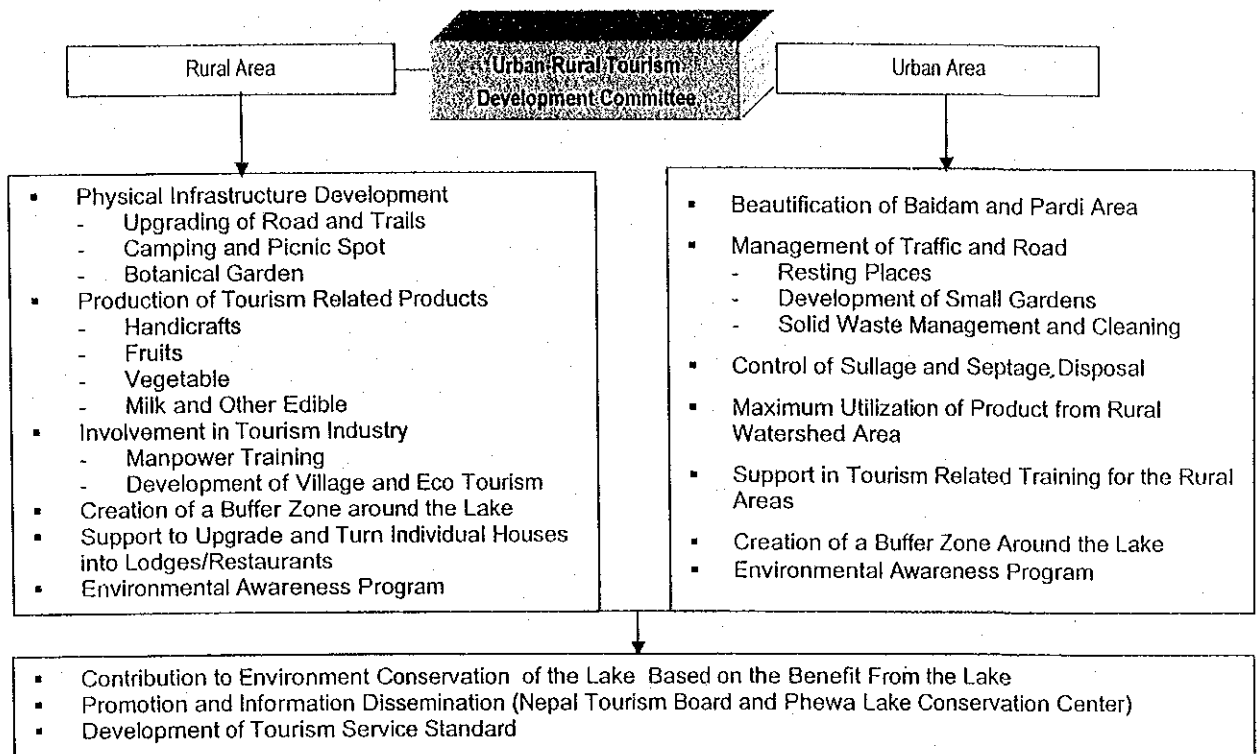 Rural Area
Urban-Rural Tourism
Development Committee
Urban Area
▪ Physical Infrastructure Development
- Upgrading of Road and Trails
- Camping and Picnic Spot
- Botanical Garden
▪ Production of Tourism Related Products
- Handicrafts
- Fruits
- Vegetable
- Milk and Other Edible
▪ Involvement in Tourism Industry
- Manpower Training
- Development of Village and Eco Tourism
▪ Creation of a Buffer Zone around the Lake
▪ Support to Upgrade and Turn Individual Houses
into Lodges/Restaurants
▪ Environmental Awareness Program
▪ Beautification of Baidam and Pardi Area
▪ Management of Traffic and Road
- Resting Places
- Development of Small Gardens
- Solid Waste Management and Cleaning
▪ Control of Sullage and Septage Disposal
▪ Maximum Utilization of Product from Rural
Watershed Area
▪ Support in Tourism Related Training for the Rural
Areas
▪ Creation of a Buffer Zone Around the Lake
▪ Environmental Awareness Program
▪ Contribution to Environment Conservation of the Lake Based on the Benefit From the Lake
▪ Promotion and Information Dissemination (Nepal Tourism Board and Phewa Lake Conservation Center)
▪ Development of Tourism Service Standard